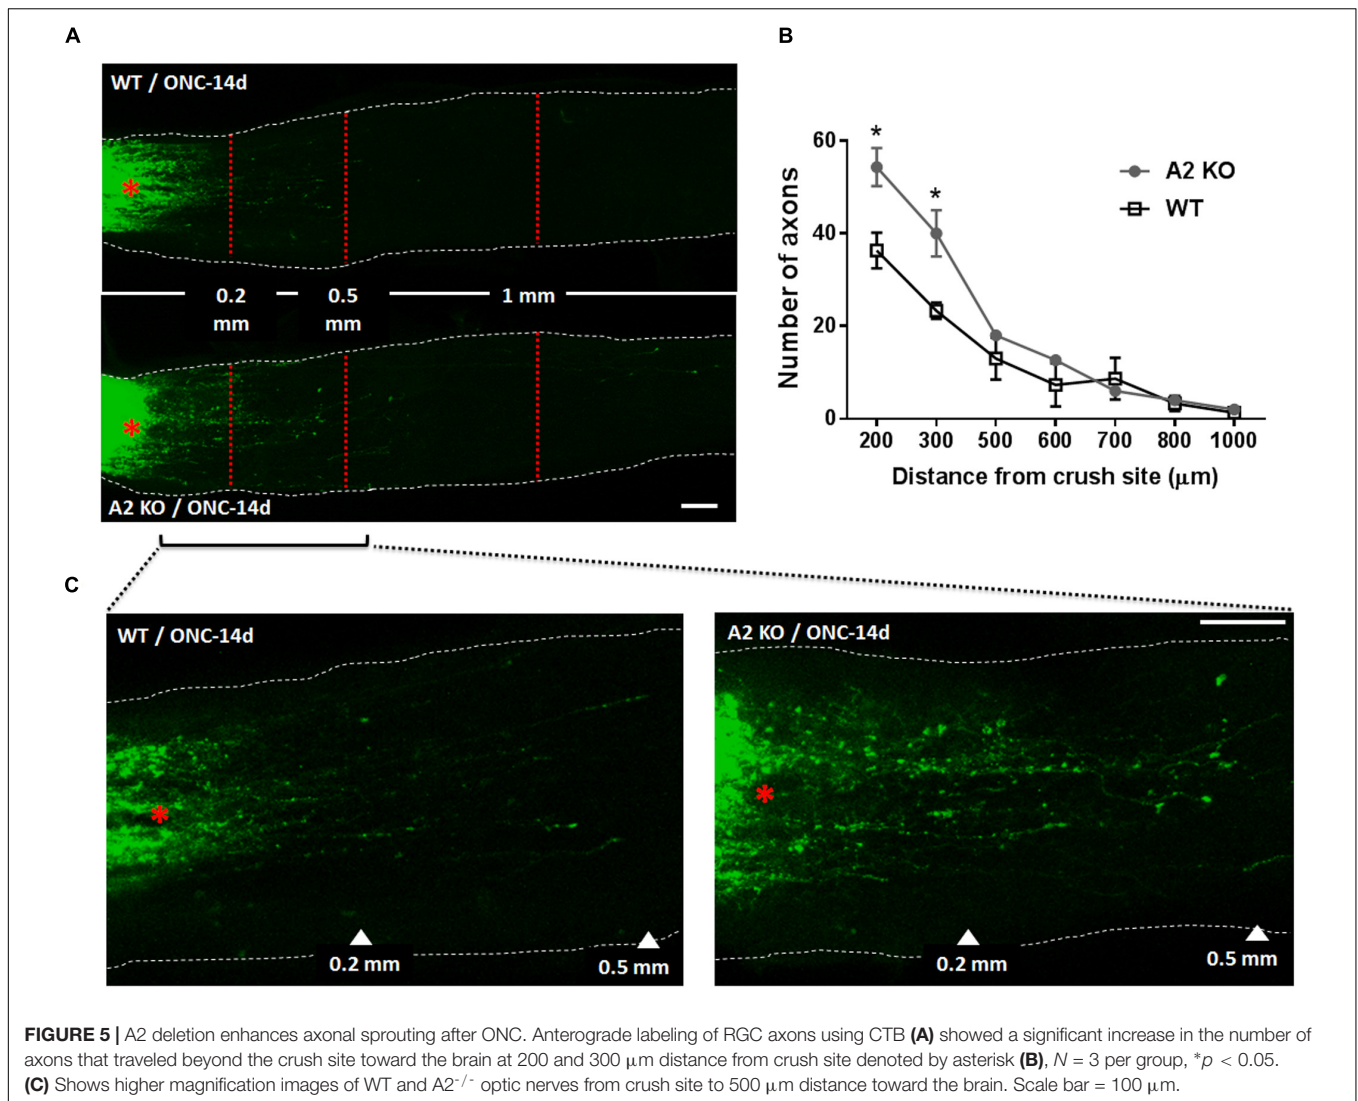 A
WT / ONC-14d
*
0.2 mm
0.5 mm
1 mm
*
A2 KO / ONC-14d
B
*
*
A2 KO
WT
Number of axons
60
40
20
0
200 300 500 600 700 800 1000
Distance from crush site (μm)
C
WT / ONC-14d
*
0.2 mm
0.5 mm
A2 KO / ONC-14d
*
0.2 mm
0.5 mm
FIGURE 5 | A2 deletion enhances axonal sprouting after ONC. Anterograde labeling of RGC axons using CTB (A) showed a significant increase in the number of
axons that traveled beyond the crush site toward the brain at 200 and 300 μm distance from crush site denoted by asterisk (B), N = 3 per group, *p < 0.05.
(C) Shows higher magnification images of WT and A2⁻/⁻ optic nerves from crush site to 500 μm distance toward the brain. Scale bar = 100 μm.